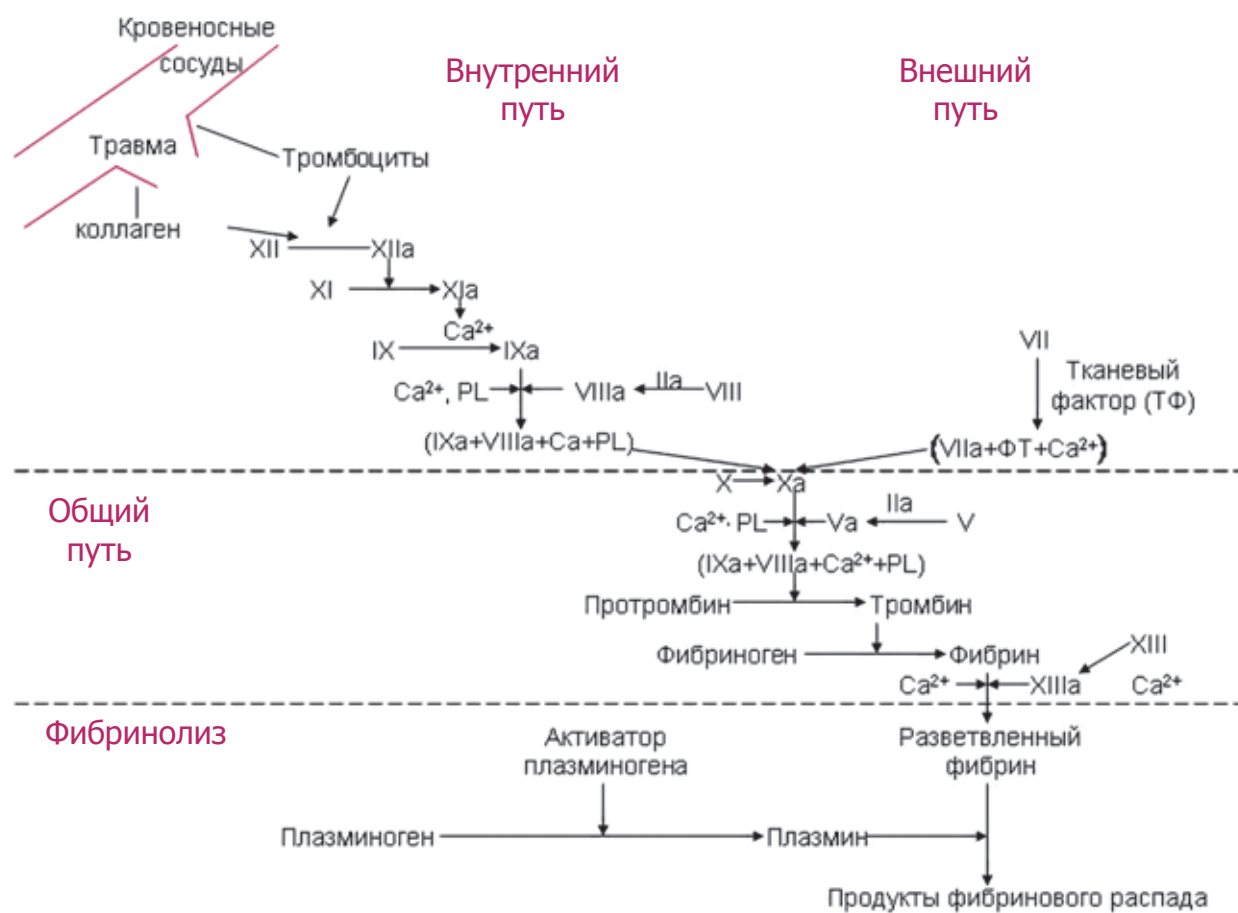 Кровеносные
сосуды
Внутренний
путь
Внешний
путь
Травма
Тромбоциты
коллаген
XII XIIa
XI XIa
Ca²⁺
IX IXa
VII
Тканевый
фактор (ТФ)
Ca²⁺, PL VIIIa IIa VIII
(IXa+VIIIa+Ca+PL) (VIIa+ФТ+Ca²⁺)
X Xa
Общий
путь
IIa
Ca²⁺· PL Va V
(IXa+VIIIa+Ca²⁺+PL)
Протромбин Тромбин
Фибриноген Фибрин XIII
Ca²⁺ XIIIa Ca²⁺
Фибринолиз
Активатор
плазминогена
Разветвленный
фибрин
Плазминоген Плазмин
Продукты фибринового распада